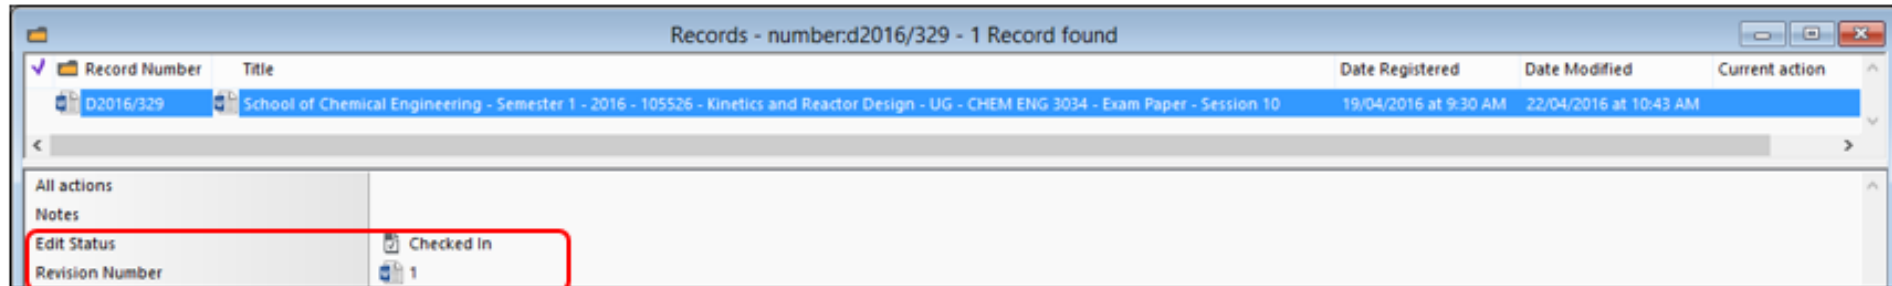 Records - number:d2016/329 - 1 Record found
Record Number Title Date Registered Date Modified Current action
D2016/329 School of Chemical Engineering - Semester 1 - 2016 - 105526 - Kinetics and Reactor Design - UG - CHEM ENG 3034 - Exam Paper - Session 10 19/04/2016 at 9:30 AM 22/04/2016 at 10:43 AM
All actions
Notes
Edit Status Checked In
Revision Number 1